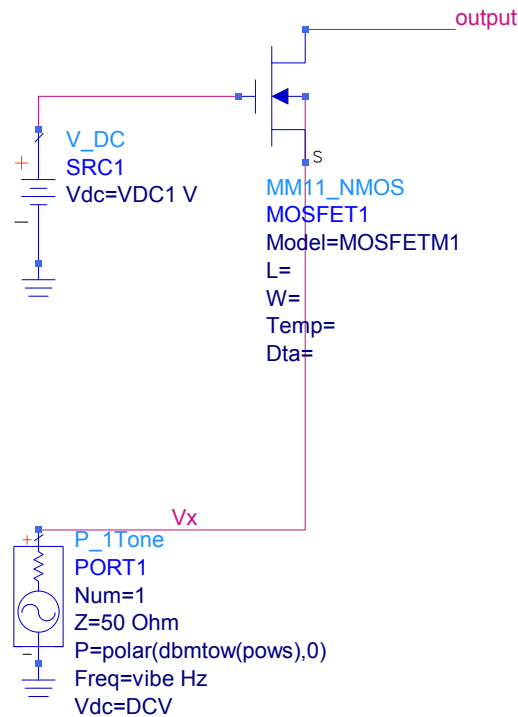 output
V_DC
SRC1
Vdc=VDC1 V
+
−
S
MM11_NMOS
MOSFET1
Model=MOSFETM1
L=
W=
Temp=
Dta=
Vx
+
P_1Tone
PORT1
Num=1
Z=50 Ohm
P=polar(dbmtow(pows),0)
Freq=vibe Hz
Vdc=DCV
-